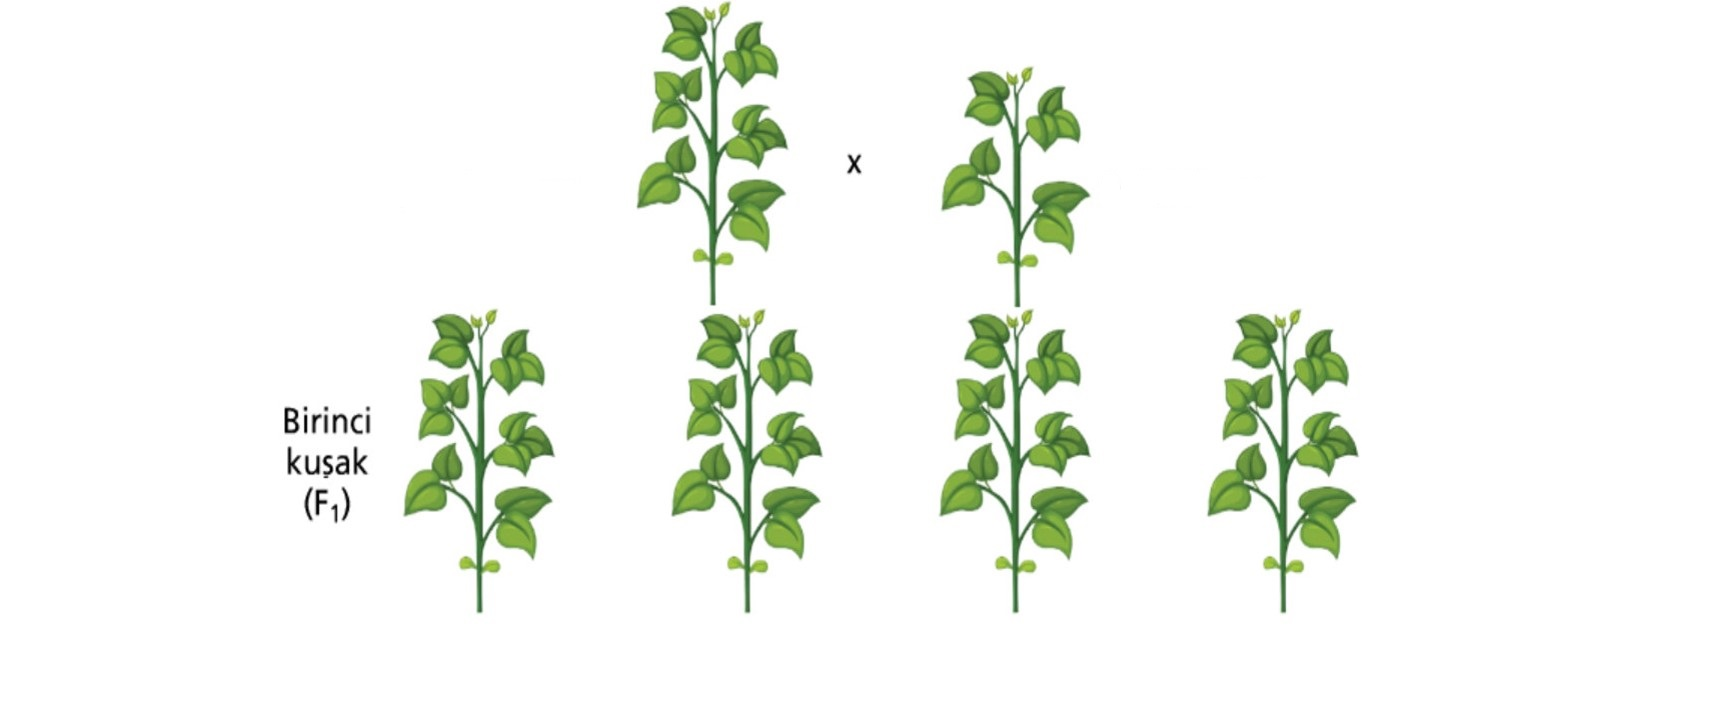 x
Birinci
kuşak
(F₁)